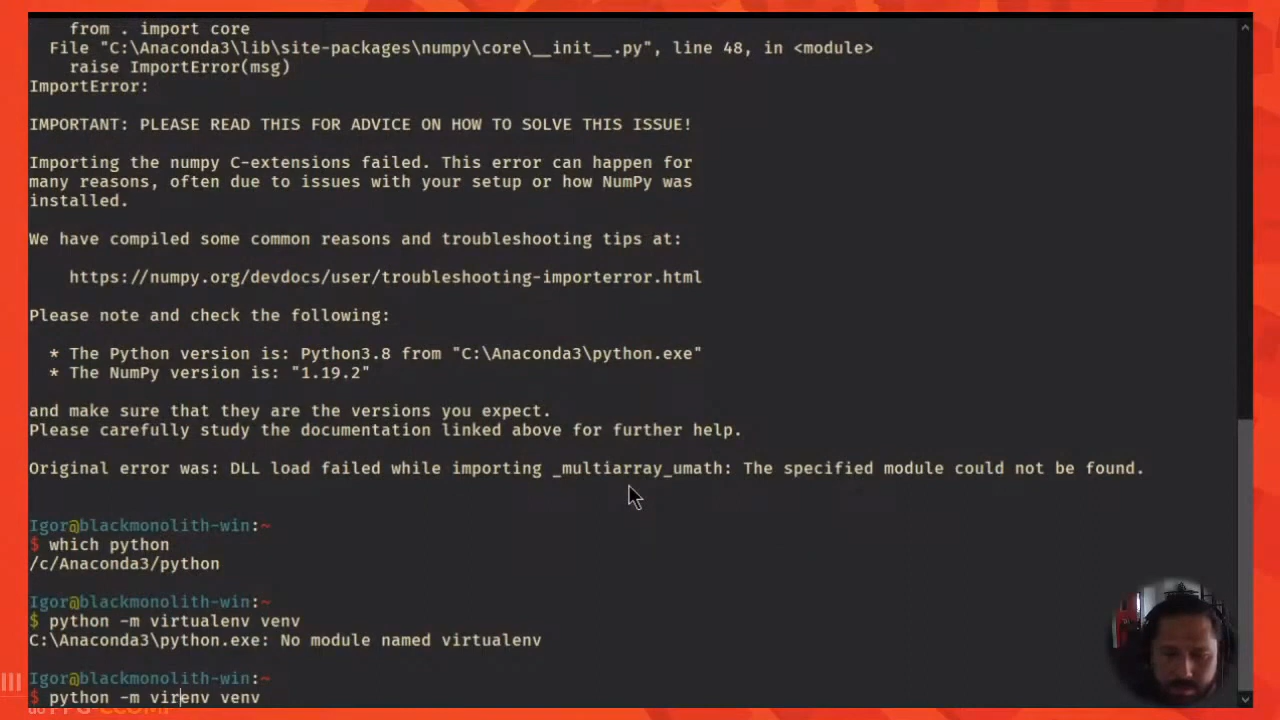 from . import core
File "C:\Anaconda3\lib\site-packages\numpy\core\__init__.py", line 48, in <module>
raise ImportError(msg)
ImportError:
IMPORTANT: PLEASE READ THIS FOR ADVICE ON HOW TO SOLVE THIS ISSUE!
Importing the numpy C-extensions failed. This error can happen for
many reasons, often due to issues with your setup or how NumPy was
installed.
We have compiled some common reasons and troubleshooting tips at:
https://numpy.org/devdocs/user/troubleshooting-importerror.html
Please note and check the following:
* The Python version is: Python3.8 from "C:\Anaconda3\python.exe"
* The NumPy version is: "1.19.2"
and make sure that they are the versions you expect.
Please carefully study the documentation linked above for further help.
Original error was: DLL load failed while importing _multiarray_umath: The specified module could not be found.
Igor@blackmonolith-win:~
$ which python
/c/Anaconda3/python
Igor@blackmonolith-win:~
$ python -m virtualenv venv
C:\Anaconda3\python.exe: No module named virtualenv
Igor@blackmonolith-win:~
$ python -m virenv venv